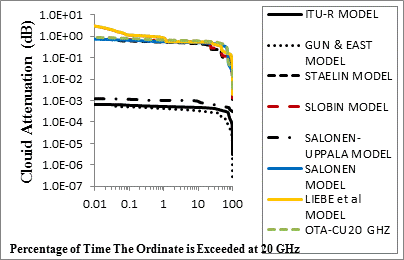 Clouid Attenuation (dB)
1.0E+01
1.0E+00
1.0E-01
1.0E-02
1.0E-03
1.0E-04
1.0E-05
1.0E-06
1.0E-07
0.01
0.1
1
10
100
ITU-R MODEL
GUN & EAST
MODEL
STAELIN MODEL
SLOBIN MODEL
SALONEN-
UPPALA MODEL
SALONEN
MODEL
LIEBE et al
MODEL
OTA-CU20 GHZ
Percentage of Time The Ordinate is Exceeded at 20 GHz